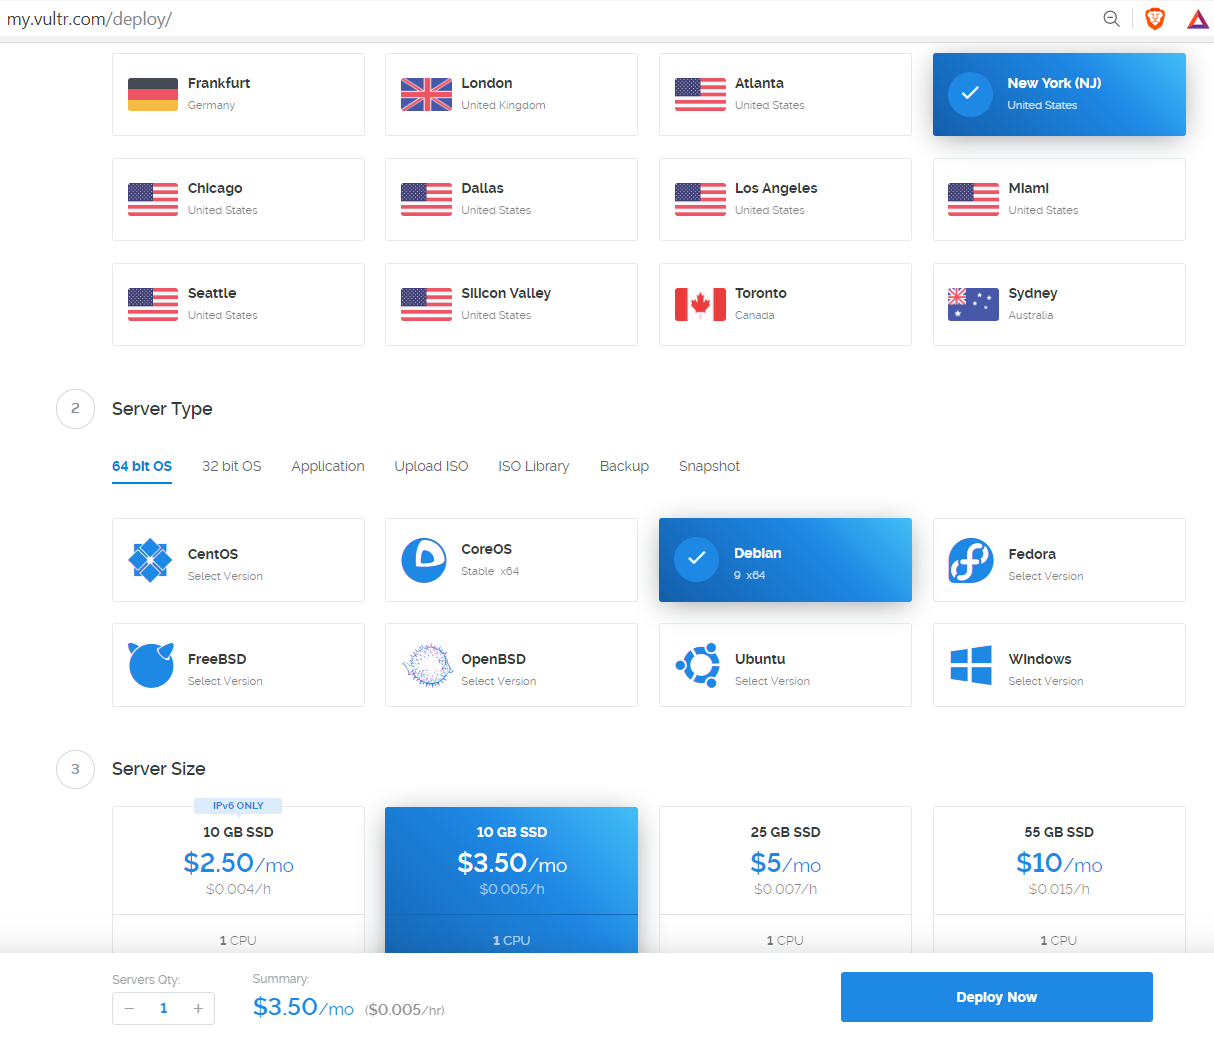 my.vultr.com/deploy/
Frankfurt
Germany
London
United Kingdom
Atlanta
United States
New York (NJ)
United States
Chicago
United States
Dallas
United States
Los Angeles
United States
Miami
United States
Seattle
United States
Silicon Valley
United States
Toronto
Canada
Sydney
Australia
2 Server Type
64 bit OS 32 bit OS Application Upload ISO ISO Library Backup Snapshot
CentOS
Select Version
CoreOS
Stable x64
Debian
9 x64
Fedora
Select Version
FreeBSD
Select Version
OpenBSD
Select Version
Ubuntu
Select Version
Windows
Select Version
3 Server Size
IPv6 ONLY
10 GB SSD
$2.50/mo
$0.004/h
1 CPU
10 GB SSD
$3.50/mo
$0.005/h
1 CPU
25 GB SSD
$5/mo
$0.007/h
1 CPU
55 GB SSD
$10/mo
$0.015/h
1 CPU
Servers Qty:
− 1 +
Summary:
$3.50/mo ($0.005/hr)
Deploy Now